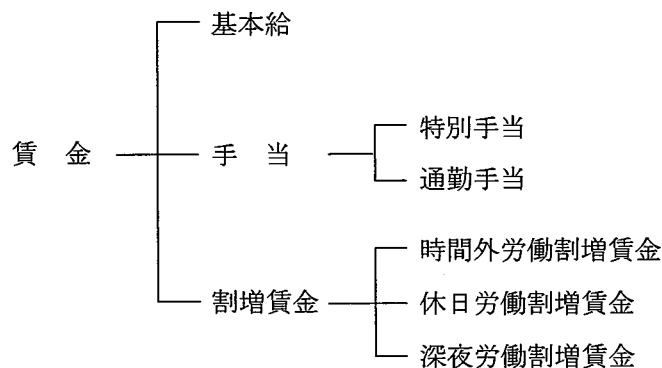 基本給
特別手当
賃 金
手 当
通勤手当
時間外労働割増賃金
割増賃金
休日労働割増賃金
深夜労働割増賃金